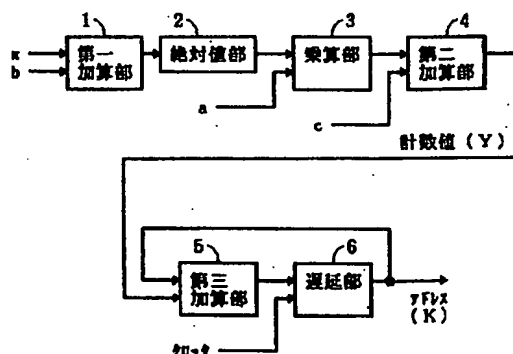 1
2
3
4
x
b
第一
加算部
絶対値部
乗算部
第二
加算部
a
c
計数値(Y)
5
6
第三
加算部
遅延部
アドレス
(K)
クロック